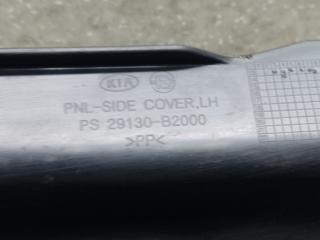 KIA
PNL-SIDE COVER,LH
PS 29130-B2000
>PP<